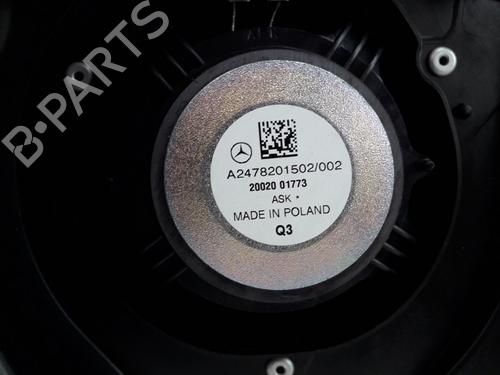 B-PARTS
A2478201502/002
20020 01773
ASK •
MADE IN POLAND
Q3